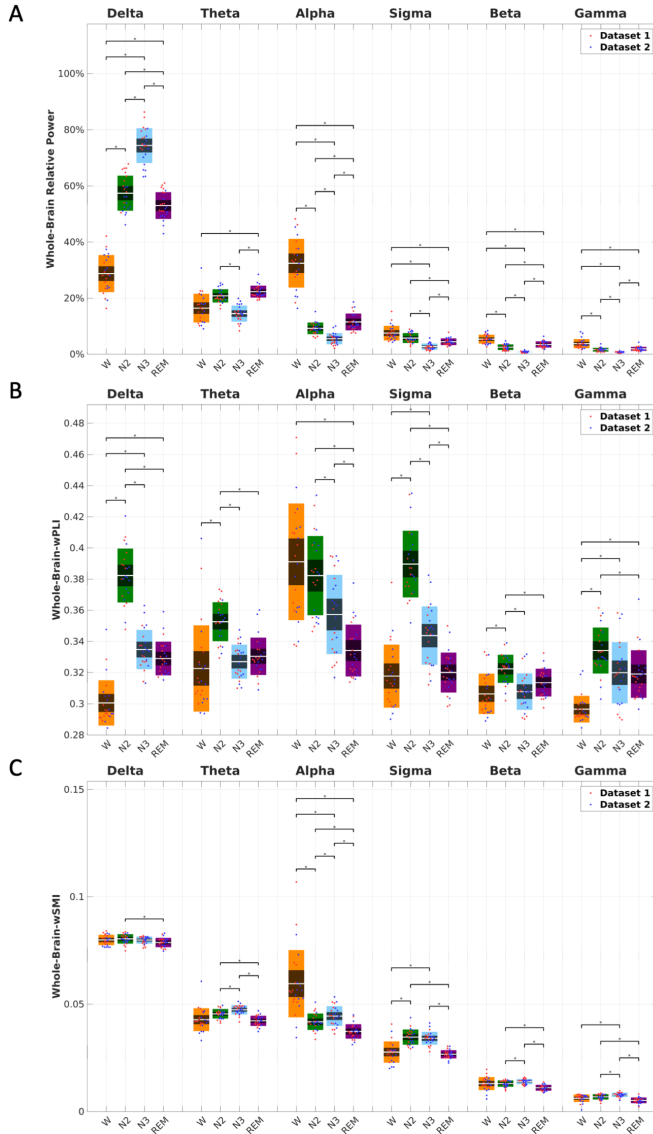 A
Delta Theta Alpha Sigma Beta Gamma
Dataset 1
Dataset 2
Whole-Brain Relative Power
100%
80%
60%
40%
20%
0%
W N2 N3 REM W N2 N3 REM W N2 N3 REM W N2 N3 REM W N2 N3 REM W N2 N3 REM
B
Delta Theta Alpha Sigma Beta Gamma
Dataset 1
Dataset 2
Whole-Brain-wPLI
0.48
0.46
0.44
0.42
0.4
0.38
0.36
0.34
0.32
0.3
0.28
W N2 N3 REM W N2 N3 REM W N2 N3 REM W N2 N3 REM W N2 N3 REM W N2 N3 REM
C
Delta Theta Alpha Sigma Beta Gamma
Dataset 1
Dataset 2
Whole-Brain-wSMI
0.15
0.1
0.05
0
W N2 N3 REM W N2 N3 REM W N2 N3 REM W N2 N3 REM W N2 N3 REM W N2 N3 REM